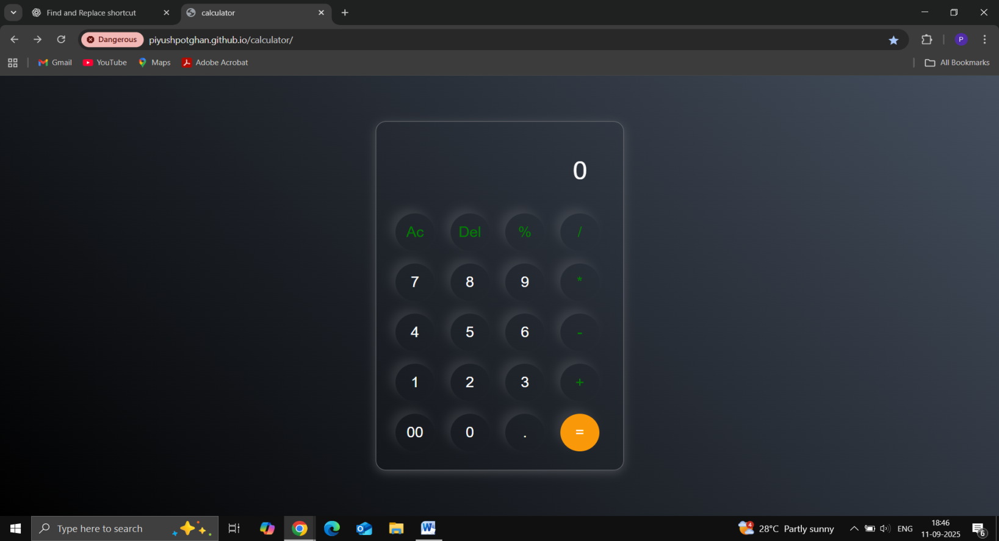 Find and Replace shortcut
calculator
Dangerous piyushpotghan.github.io/calculator/
P
Gmail YouTube Maps Adobe Acrobat All Bookmarks
0
Ac Del % /
7 8 9 *
4 5 6 -
1 2 3 +
00 0 . =
Type here to search
4 28°C Partly sunny ENG
18:46
11-09-2025
6